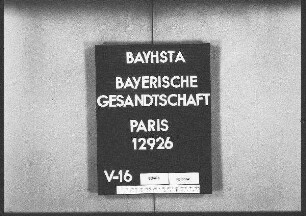 BAYHSTA
BAYERISCHE
GESANDTSCHAFT
PARIS
12926
V-16